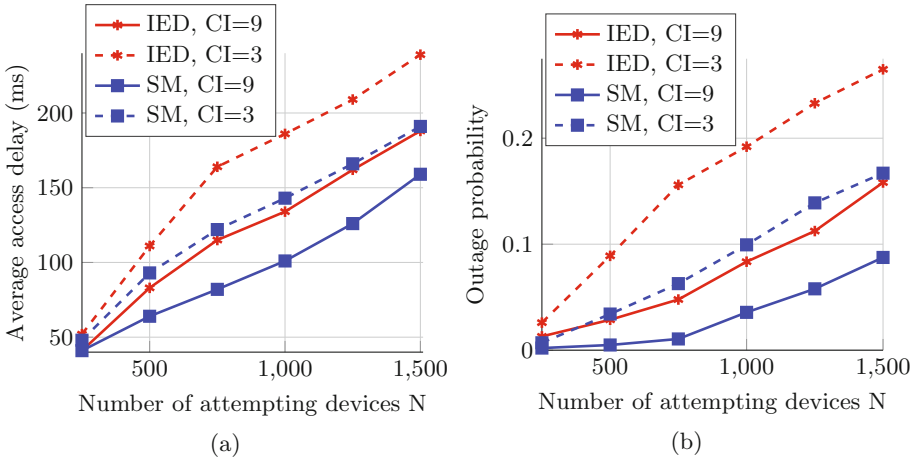 IED, CI=9
IED, CI=3
SM, CI=9
SM, CI=3
Average access delay (ms)
200
150
100
50
500
1,000
1,500
Number of attempting devices N
(a)
IED, CI=9
IED, CI=3
SM, CI=9
SM, CI=3
Outage probability
0.2
0.1
0
500
1,000
1,500
Number of attempting devices N
(b)